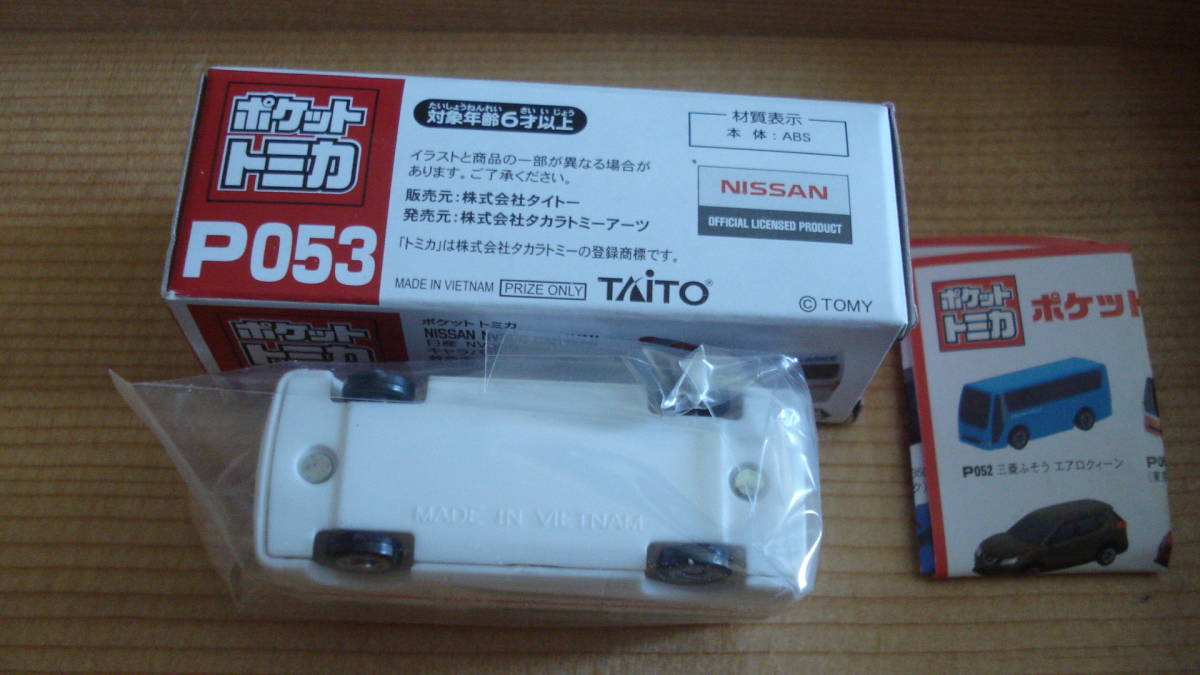 ポケット
トミカ
P053
たいしょうねんれい さい いじょう
対象年齢6才以上
イラストと商品の一部が異なる場合が
あります。ご了承ください。
販売元:株式会社タイトー
発売元:株式会社タカラトミーアーツ
「トミカ」は株式会社タカラトミーの登録商標です。
MADE IN VIETNAM PRIZE ONLY TAITO®
材質表示
本体:ABS
NISSAN
OFFICIAL LICENSED PRODUCT
© TOMY
ポケット
トミカ
ポケット トミカ
NISSAN
日産
MADE IN VIETNAM
ポケット
トミカ
ポケット
P052 三菱ふそう エアロクィーン